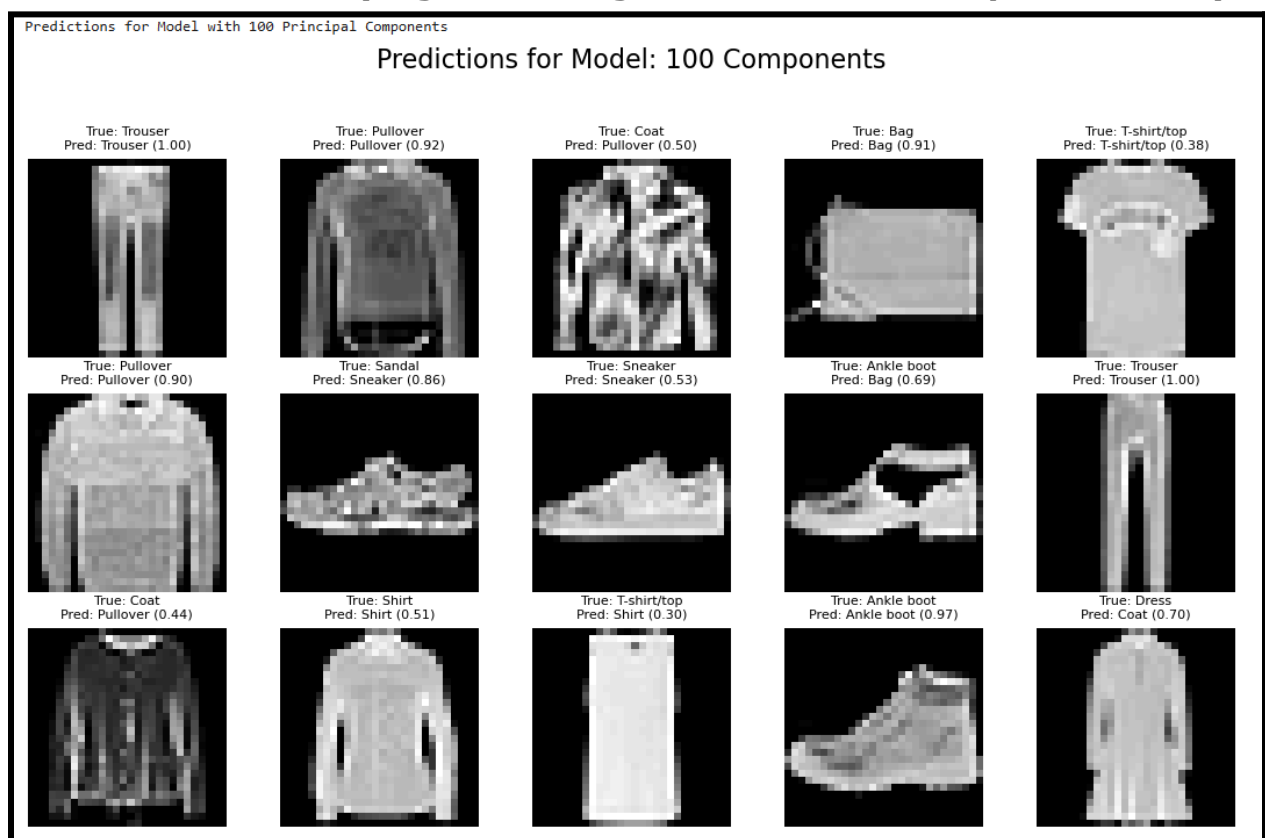 Predictions for Model with 100 Principal Components
Predictions for Model: 100 Components
True: Trouser
Pred: Trouser (1.00)
True: Pullover
Pred: Pullover (0.92)
True: Coat
Pred: Pullover (0.50)
True: Bag
Pred: Bag (0.91)
True: T-shirt/top
Pred: T-shirt/top (0.38)
True: Pullover
Pred: Pullover (0.90)
True: Sandal
Pred: Sneaker (0.86)
True: Sneaker
Pred: Sneaker (0.53)
True: Ankle boot
Pred: Bag (0.69)
True: Trouser
Pred: Trouser (1.00)
True: Coat
Pred: Pullover (0.44)
True: Shirt
Pred: Shirt (0.51)
True: T-shirt/top
Pred: Shirt (0.30)
True: Ankle boot
Pred: Ankle boot (0.97)
True: Dress
Pred: Coat (0.70)